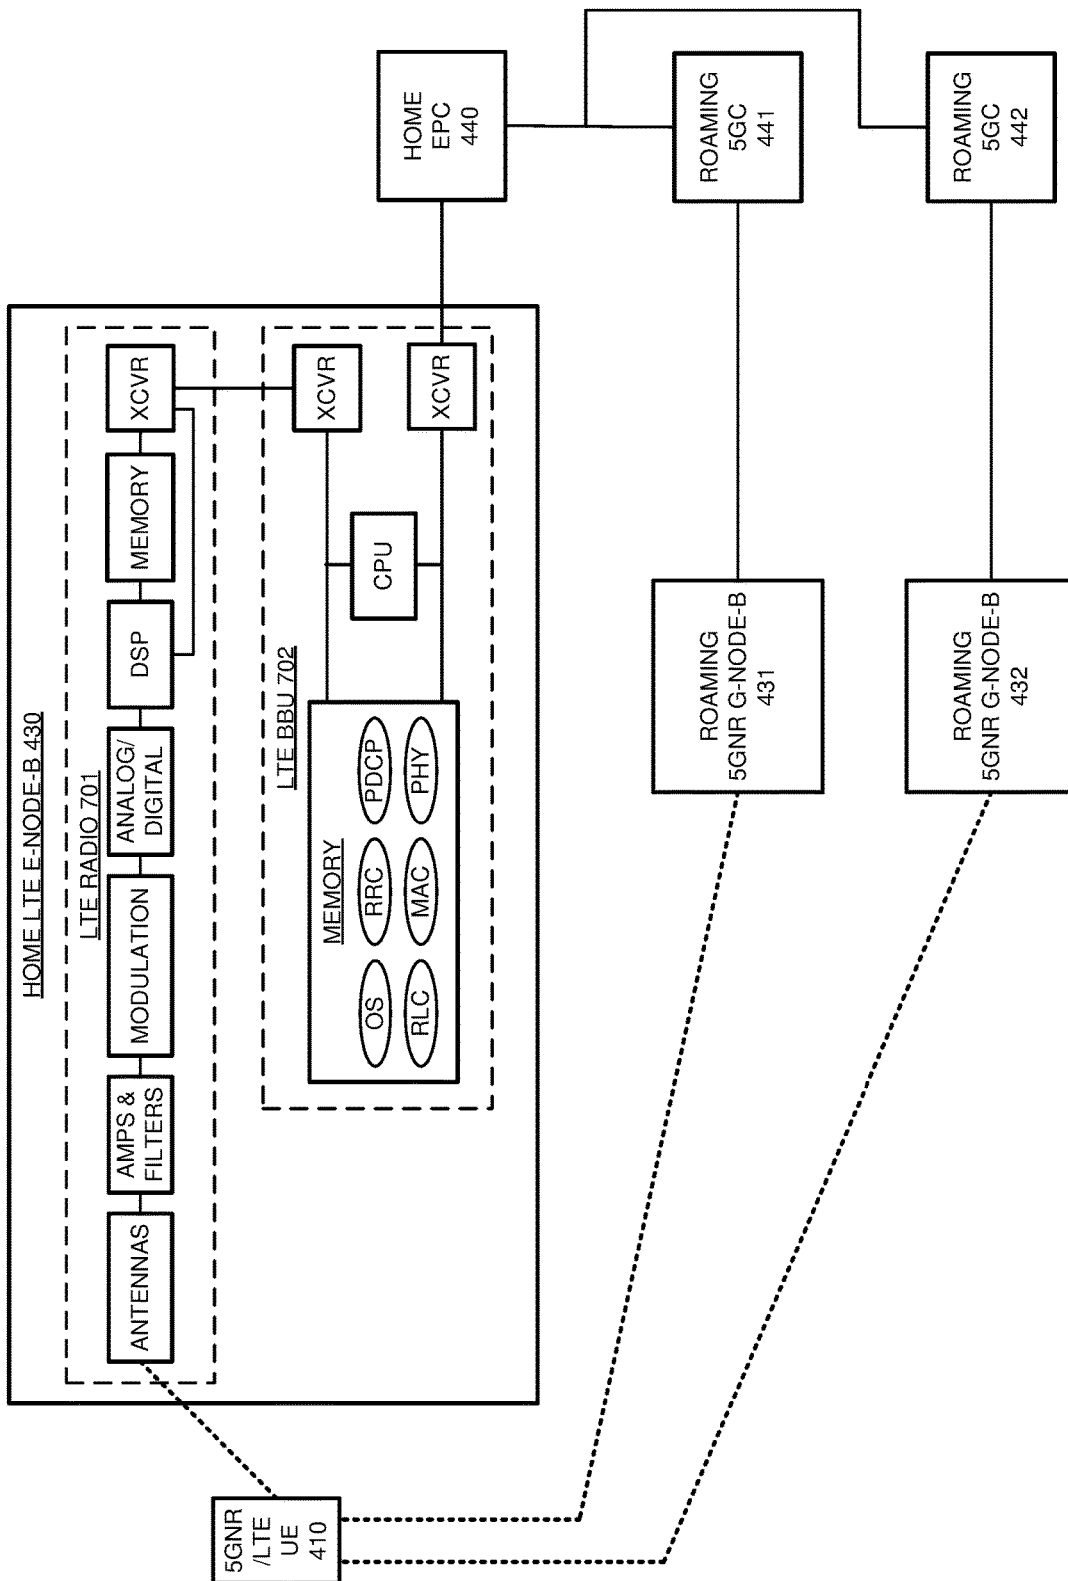 HOME LTE E-NODE-B 430
LTE RADIO 701
ANTENNAS
AMPS &
FILTERS
MODULATION
ANALOG/
DIGITAL
DSP
MEMORY
XCVR
LTE BBU 702
MEMORY
OS
RRC
PDCP
RLC
MAC
PHY
CPU
XCVR
XCVR
5GNR
/LTE
UE
410
HOME
EPC
440
ROAMING
5GNR G-NODE-B
431
ROAMING
5GC
441
ROAMING
5GNR G-NODE-B
432
ROAMING
5GC
442